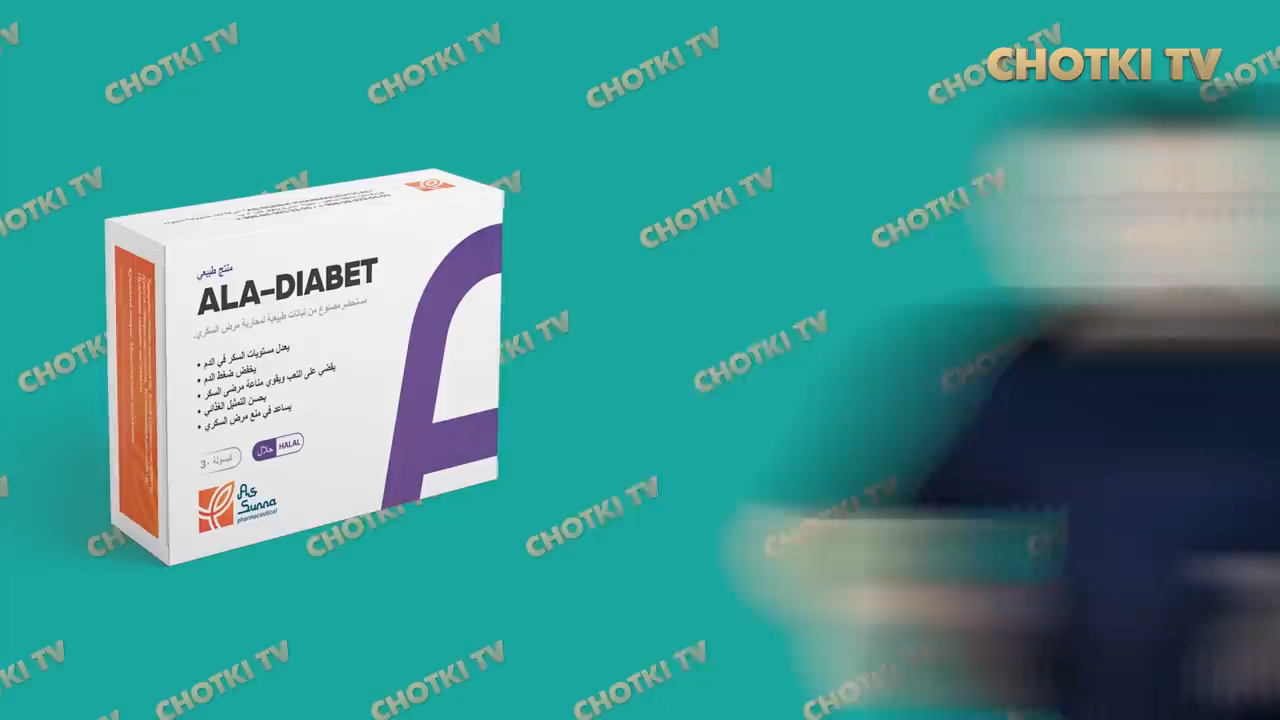 CHOTKI TV
منتج طبيعي
ALA-DIABET
مستحضر مصنوع من نباتات طبيعية لمحاربة مرض السكري.
• يعدل مستويات السكر في الدم
• يخفض ضغط الدم
• يقضي على التعب ويقوي مناعة مرضى السكر
• يحسن التمثيل الغذائي
• يساعد في منع مرض السكري
٣٠ كبسولة
حلال HALAL
As
Sunna
pharmaceutical